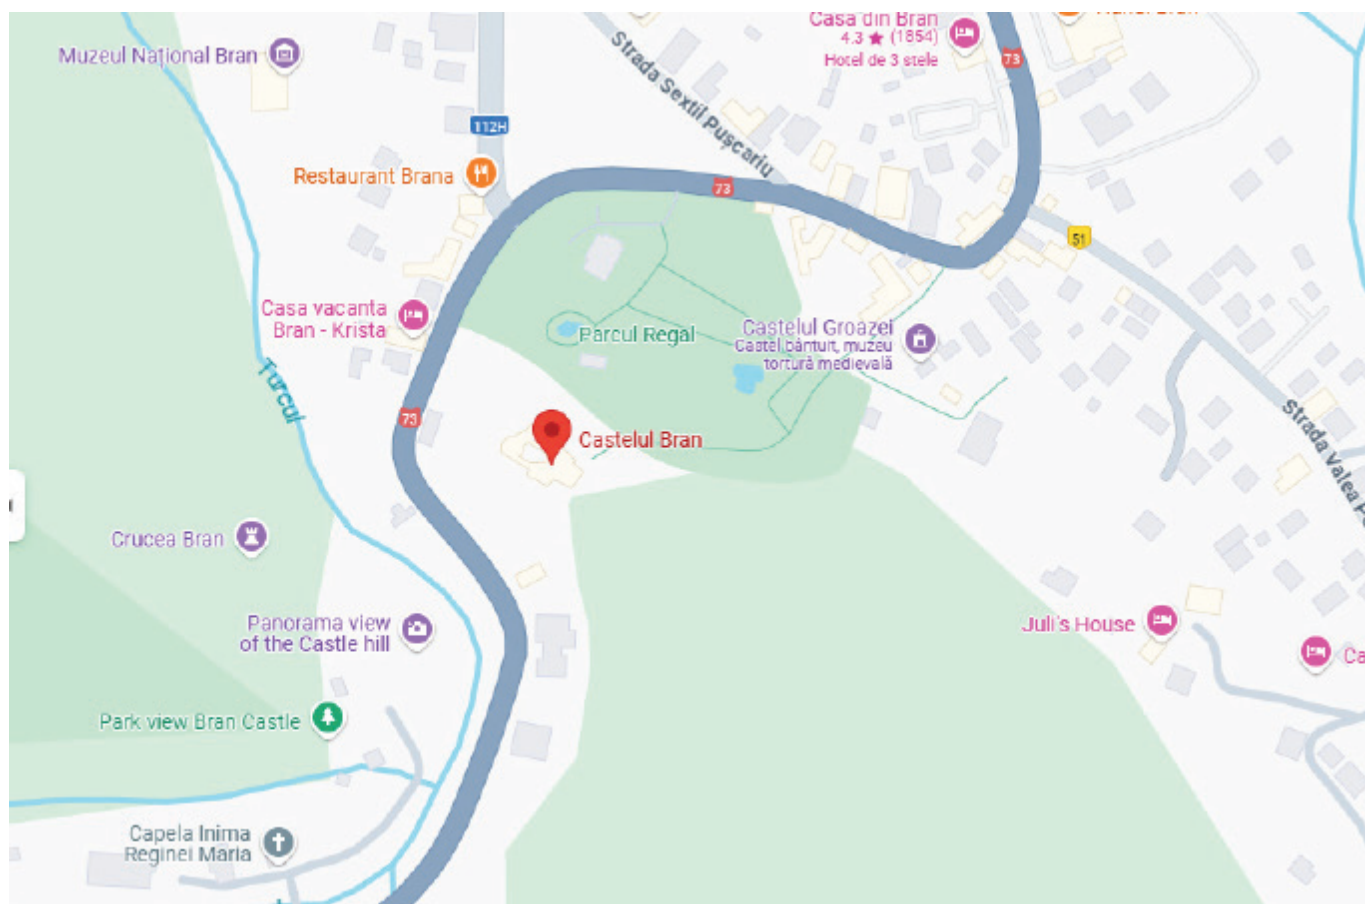 Casa din Bran
4.3 ★ (1854)
Hotel de 3 stele
Muzeul Național Bran
Strada Sextil Pușcariu
73
112H
Restaurant Brana
73
51
Casa vacanta
Bran - Krista
Parcul Regal
Castelul Groazei
Castel bântuit, muzeu
tortură medievală
Turcul
73
Castelul Bran
Strada Valea
Crucea Bran
Panorama view
of the Castle hill
Juli's House
Ca
Park view Bran Castle
Capela Inima
Reginei Maria